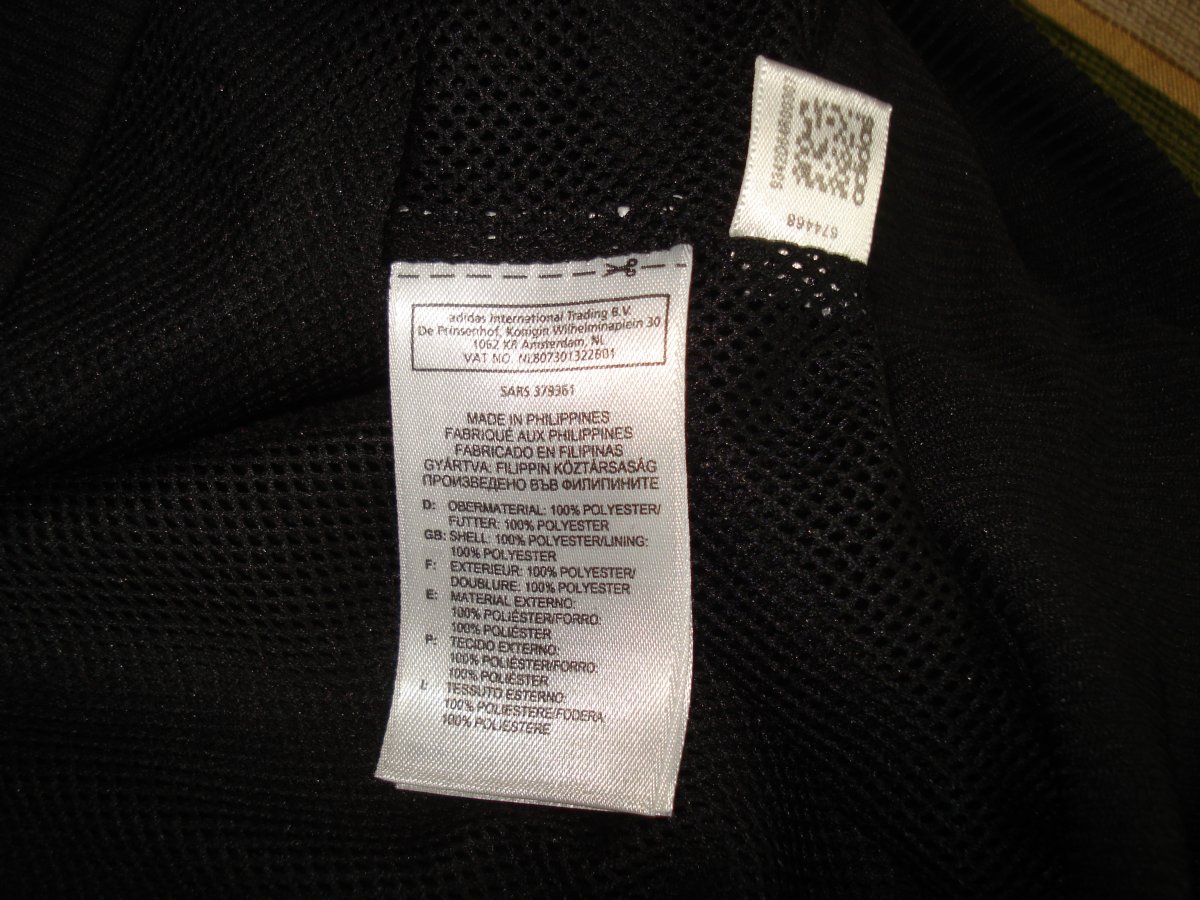 adidas International Trading B.V.
De Prinsenhof, Konigin Wilhelminaplein 30
1062 KR Amsterdam, NL
VAT NO. NL807301322B01
SARS 379361
MADE IN PHILIPPINES
FABRIQUÉ AUX PHILIPPINES
FABRICADO EN FILIPINAS
GYÁRTVA: FILIPPIN KÖZTÁRSASÁG
ПРОИЗВЕДЕНО ВЪВ ФИЛИПИНИТЕ
D: OBERMATERIAL: 100% POLYESTER/
FUTTER: 100% POLYESTER
GB: SHELL: 100% POLYESTER/LINING:
100% POLYESTER
F: EXTERIEUR: 100% POLYESTER/
DOUBLURE: 100% POLYESTER
E: MATERIAL EXTERNO:
100% POLIÉSTER/FORRO:
100% POLIÉSTER
P: TECIDO EXTERNO:
100% POLIÉSTER/FORRO:
100% POLIÉSTER
I: TESSUTO ESTERNO:
100% POLIESTERE/FODERA:
100% POLIESTERE
adidas
674468